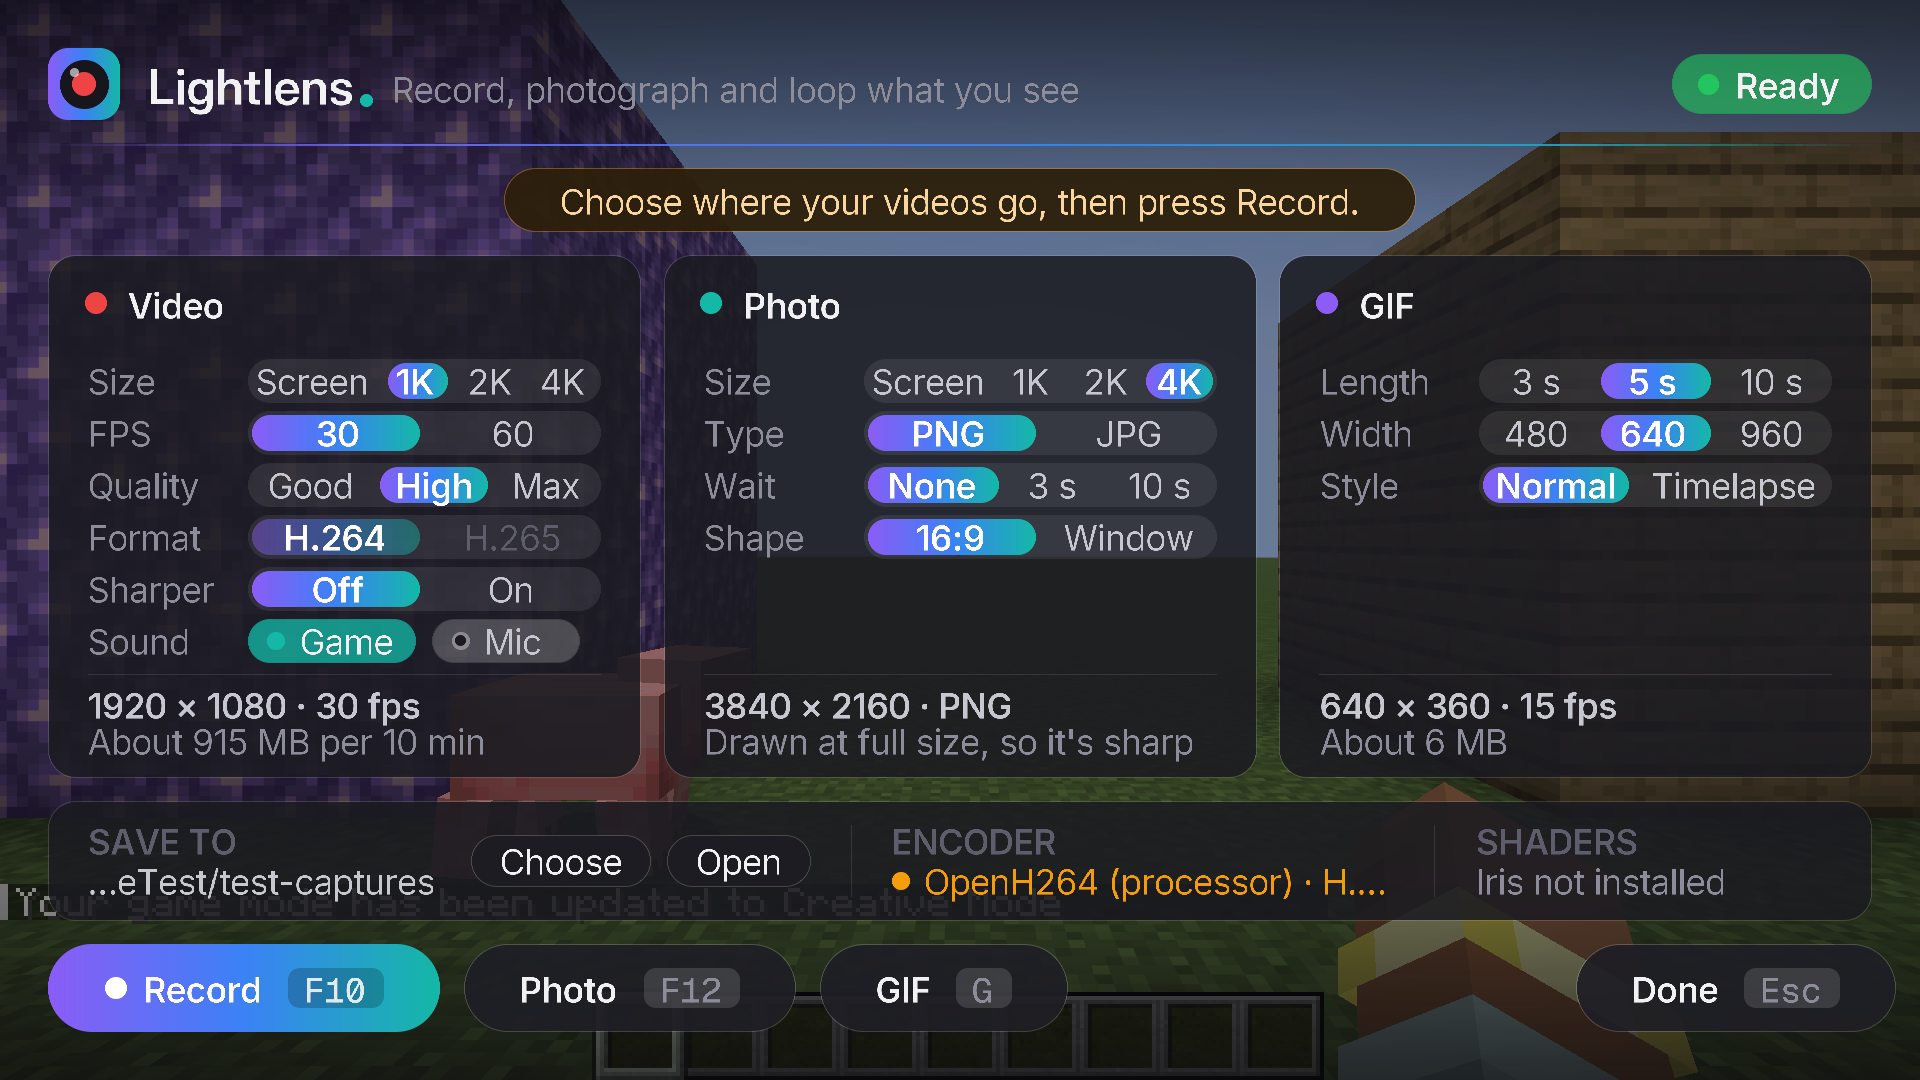 Lightlens. Record, photograph and loop what you see
Ready
Choose where your videos go, then press Record.
Video
Size Screen 1K 2K 4K
FPS 30 60
Quality Good High Max
Format H.264 H.265
Sharper Off On
Sound Game Mic
1920 × 1080 · 30 fps
About 915 MB per 10 min
Photo
Size Screen 1K 2K 4K
Type PNG JPG
Wait None 3 s 10 s
Shape 16:9 Window
3840 × 2160 · PNG
Drawn at full size, so it's sharp
GIF
Length 3 s 5 s 10 s
Width 480 640 960
Style Normal Timelapse
640 × 360 · 15 fps
About 6 MB
SAVE TO
...eTest/test-captures
Choose Open
ENCODER
OpenH264 (processor) · H....
SHADERS
Iris not installed
Your game mode has been updated to Creative Mode
Record F10
Photo F12
GIF G
Done Esc